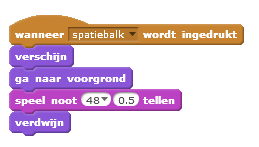 wanneer spatiebalk wordt ingedrukt
verschijn
ga naar voorgrond
speel noot 48 0.5 tellen
verdwijn